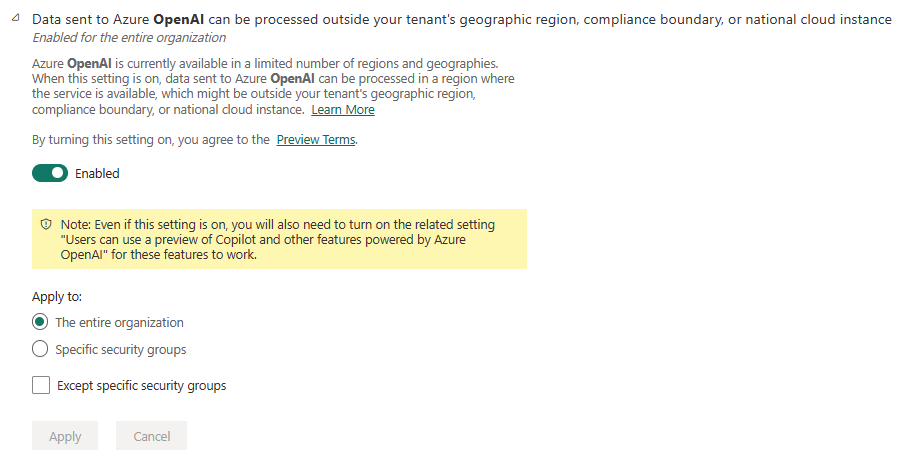 Data sent to Azure OpenAI can be processed outside your tenant's geographic region, compliance boundary, or national cloud instance
Enabled for the entire organization
Azure OpenAI is currently available in a limited number of regions and geographies.
When this setting is on, data sent to Azure OpenAI can be processed in a region where
the service is available, which might be outside your tenant's geographic region,
compliance boundary, or national cloud instance. Learn More
By turning this setting on, you agree to the Preview Terms.
Enabled
Note: Even if this setting is on, you will also need to turn on the related setting
"Users can use a preview of Copilot and other features powered by Azure
OpenAI" for these features to work.
Apply to:
The entire organization
Specific security groups
Except specific security groups
Apply Cancel